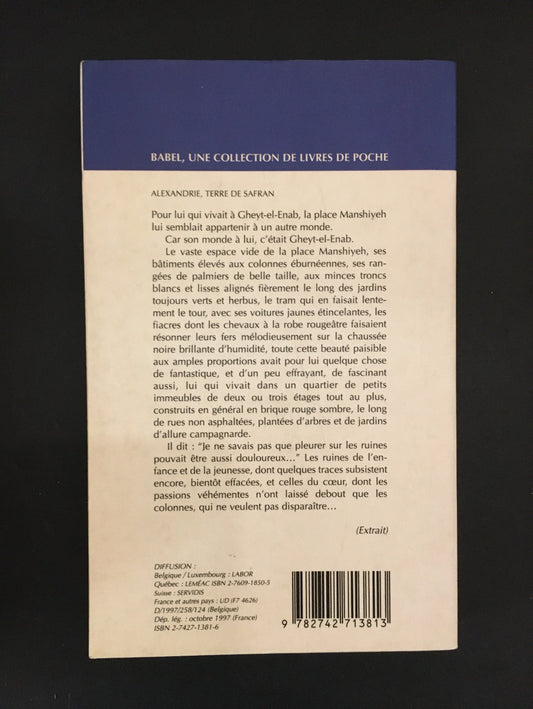 BABEL, UNE COLLECTION DE LIVRES DE POCHE
ALEXANDRIE, TERRE DE SAFRAN
Pour lui qui vivait à Gheyt-el-Enab, la place Manshiyeh
lui semblait appartenir à un autre monde.
Car son monde à lui, c'était Gheyt-el-Enab.
Le vaste espace vide de la place Manshiyeh, ses
bâtiments élevés aux colonnes éburnéennes, ses ran-
gées de palmiers de belle taille, aux minces troncs
blancs et lisses alignés fièrement le long des jardins
toujours verts et herbus, le tram qui en faisait lente-
ment le tour, avec ses voitures jaunes étincelantes, les
fiacres dont les chevaux à la robe rougeâtre faisaient
résonner leurs fers mélodieusement sur la chaussée
noire brillante d'humidité, toute cette beauté paisible
aux amples proportions avait pour lui quelque chose
de fantastique, et d'un peu effrayant, de fascinant
aussi, lui qui vivait dans un quartier de petits
immeubles de deux ou trois étages tout au plus,
construits en général en brique rouge sombre, le long
de rues non asphaltées, plantées d'arbres et de jardins
d'allure campagnarde.
Il dit : "Je ne savais pas que pleurer sur les ruines
pouvait être aussi douloureux..." Les ruines de l'en-
fance et de la jeunesse, dont quelques traces subsistent
encore, bientôt effacées, et celles du cœur, dont les
passions véhémentes n'ont laissé debout que les
colonnes, qui ne veulent pas disparaître...
(Extrait)
DIFFUSION :
Belgique / Luxembourg : LABOR
Québec : LEMÉAC ISBN 2-7609-1850-5
Suisse : SERVIDIS
France et autres pays : UD (F7 4626)
D/1997/258/124 (Belgique)
Dép. lég. : octobre 1997 (France)
ISBN 2-7427-1381-6
9 782742 713813